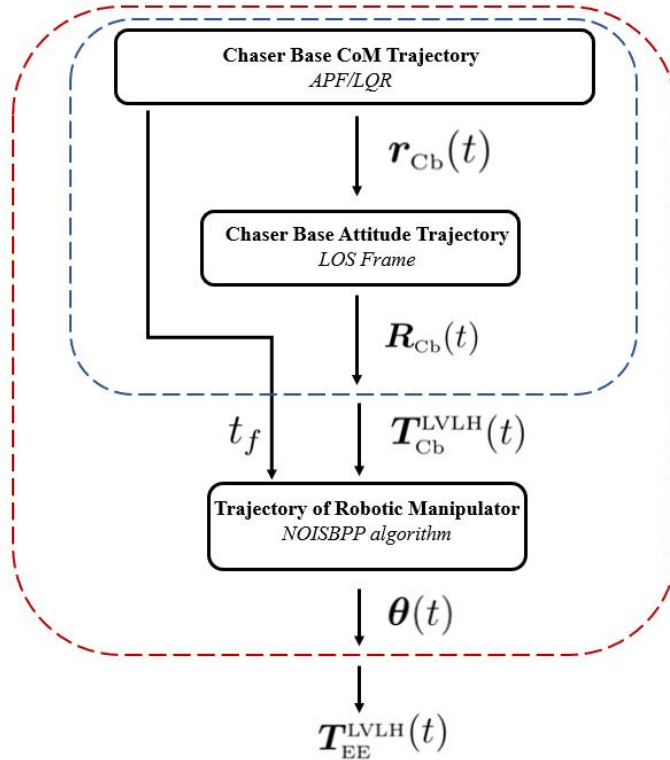 Chaser Base CoM Trajectory
APF/LQR
𝒓_Cb(t)
Chaser Base Attitude Trajectory
LOS Frame
𝑹_Cb(t)
t_f
𝑻_Cb^LVLH(t)
Trajectory of Robotic Manipulator
NOISBPP algorithm
𝜽(t)
𝑻_EE^LVLH(t)